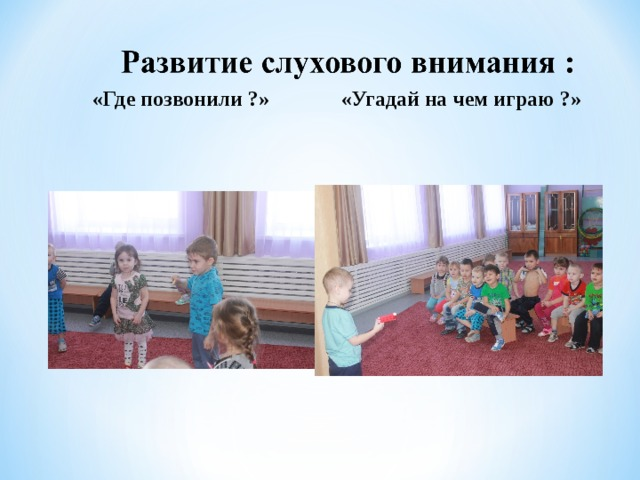 Развитие слухового внимания :
«Где позвонили ?» «Угадай на чем играю ?»